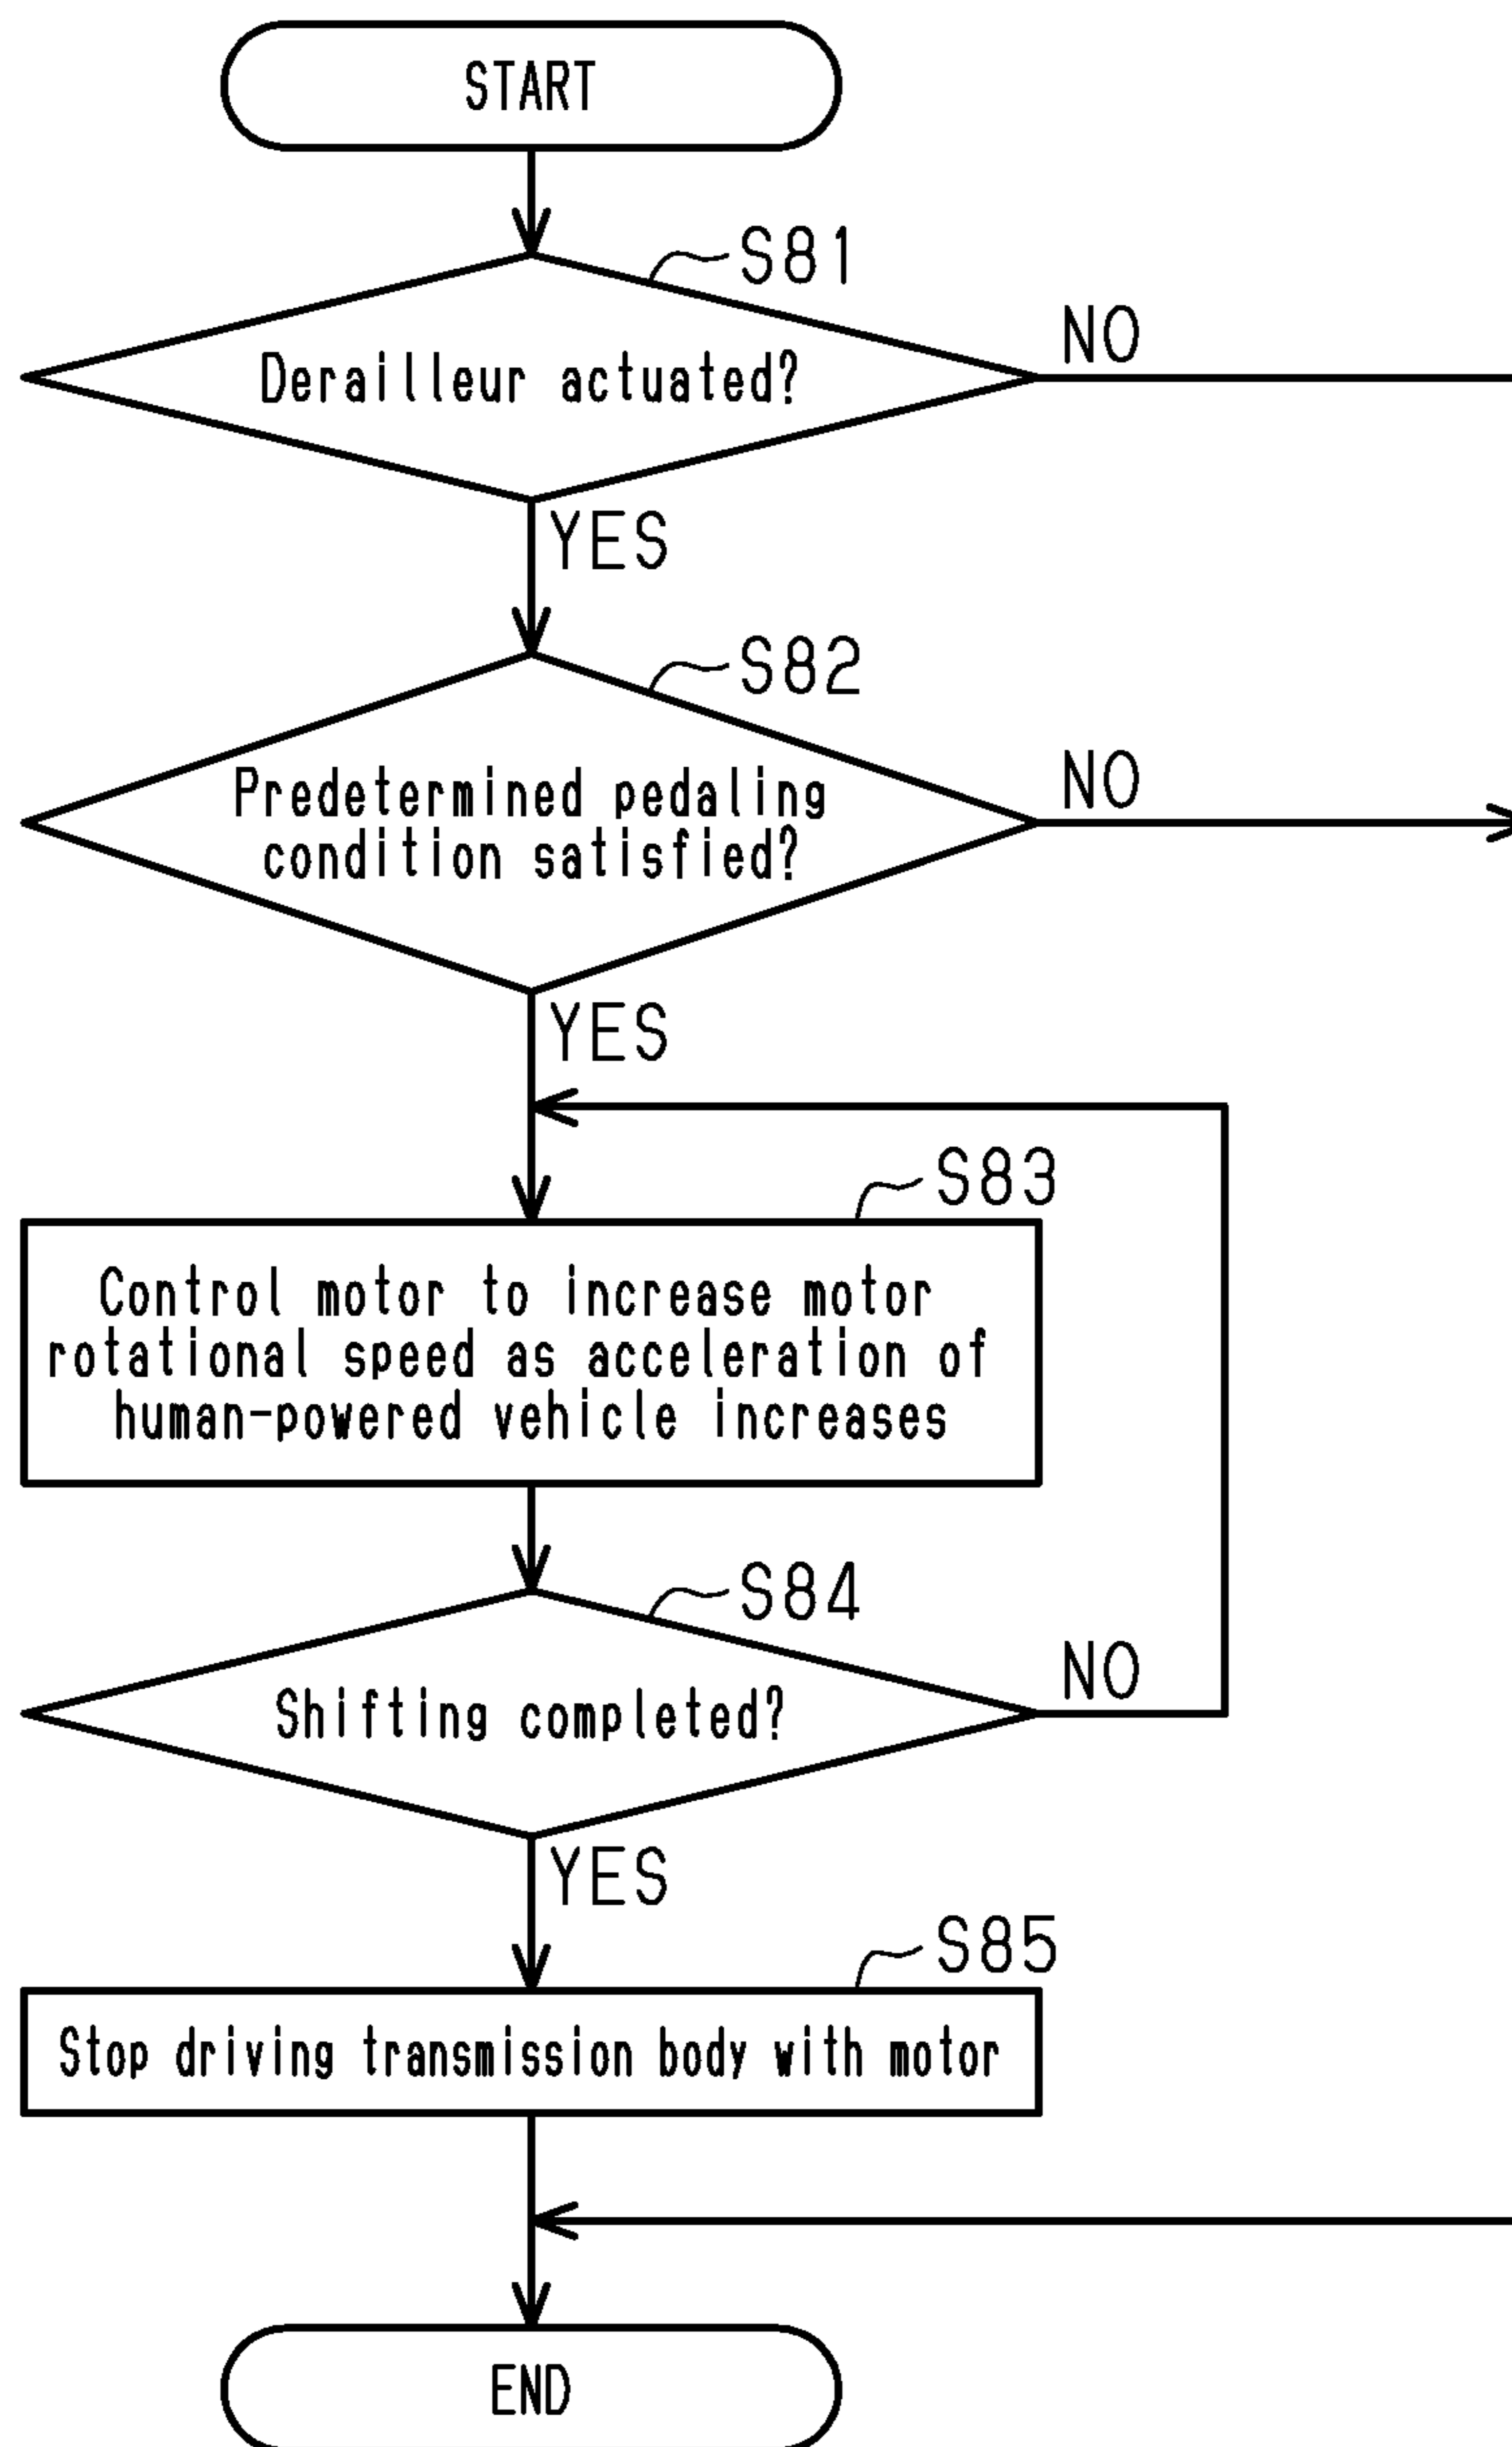 START
S81
Derailleur actuated?
NO
YES
S82
Predetermined pedaling
condition satisfied?
NO
YES
S83
Control motor to increase motor
rotational speed as acceleration of
human-powered vehicle increases
S84
Shifting completed?
NO
YES
S85
Stop driving transmission body with motor
END